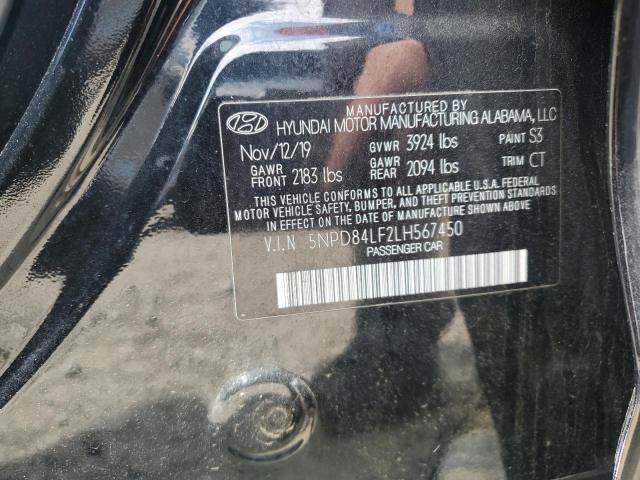 MANUFACTURED BY
HYUNDAI MOTOR MANUFACTURING ALABAMA, LLC
Nov/12/19 GVWR 3924 lbs PAINT S3
GAWR FRONT 2183 lbs GAWR REAR 2094 lbs TRIM CT
THIS VEHICLE CONFORMS TO ALL APPLICABLE U.S.A. FEDERAL
MOTOR VEHICLE SAFETY, BUMPER, AND THEFT PREVENTION STANDARDS
IN EFFECT ON THE DATE OF MANUFACTURE SHOWN ABOVE.
V.I.N 5NPD84LF2LH567450
PASSENGER CAR